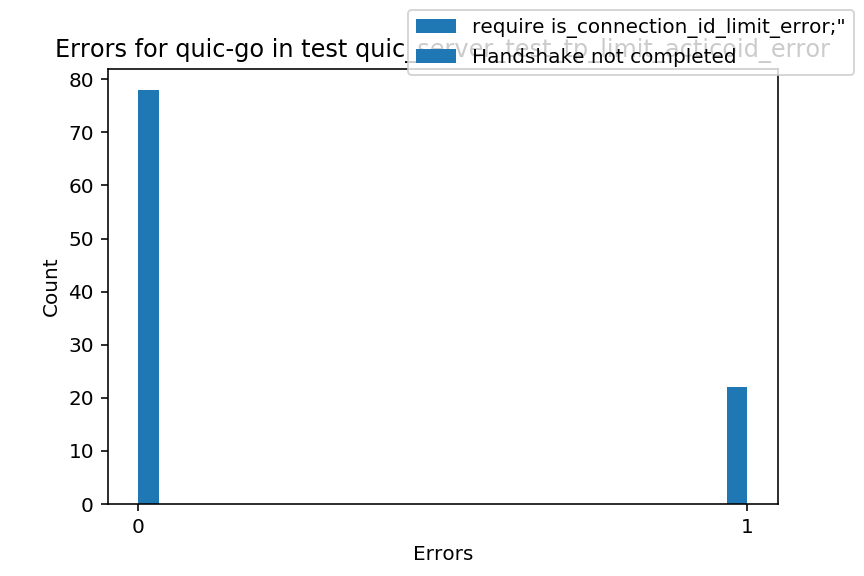 require is_connection_id_limit_error;"
Handshake not completed
Errors for quic-go in test quic_server_test_tp_limit_acticoid_error
80
70
60
50
40
30
20
10
0
Count
0 1
Errors